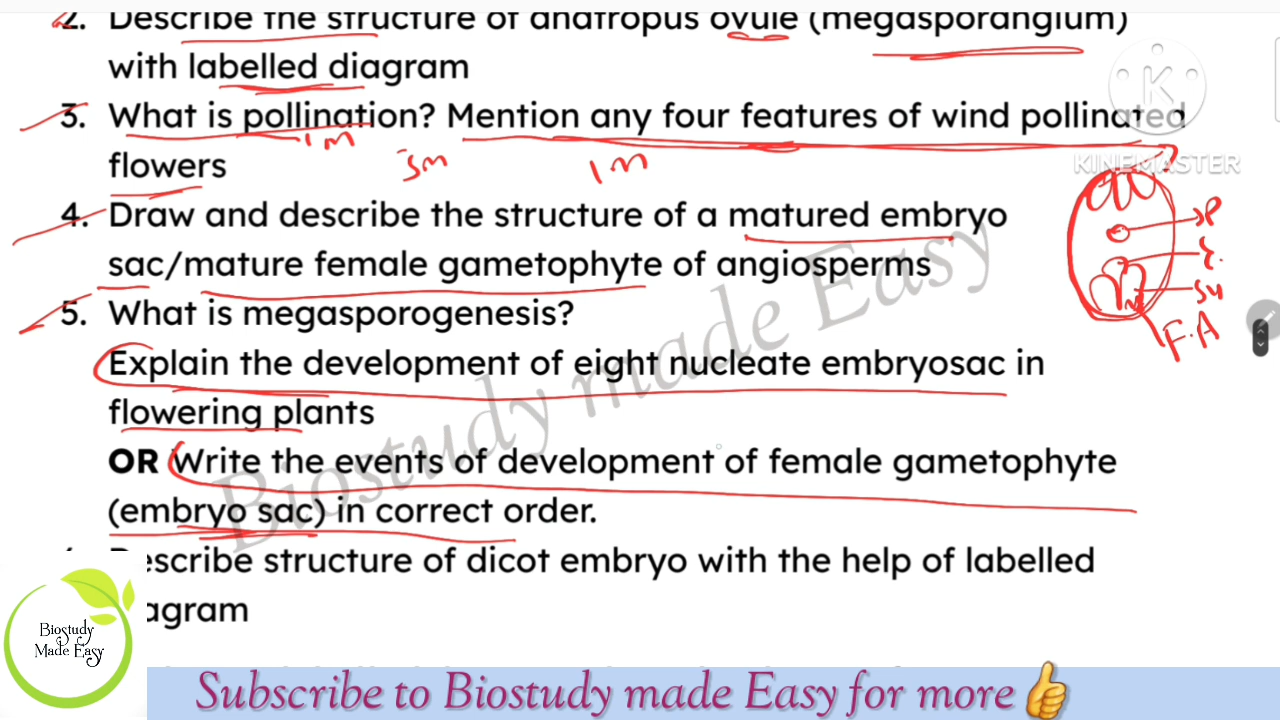 2. Describe the structure of anatropus ovule (megasporangium)
with labelled diagram
3. What is pollination? Mention any four features of wind pollinated
1m
flowers
3m
1m
KINEMASTER
4. Draw and describe the structure of a matured embryo
sac/mature female gametophyte of angiosperms
5. What is megasporogenesis?
F.A
Explain the development of eight nucleate embryosac in
flowering plants
OR Write the events of development of female gametophyte
(embryo sac) in correct order.
escribe structure of dicot embryo with the help of labelled
agram
Biostudy made Easy
Biostudy
Made Easy
Subscribe to Biostudy made Easy for more